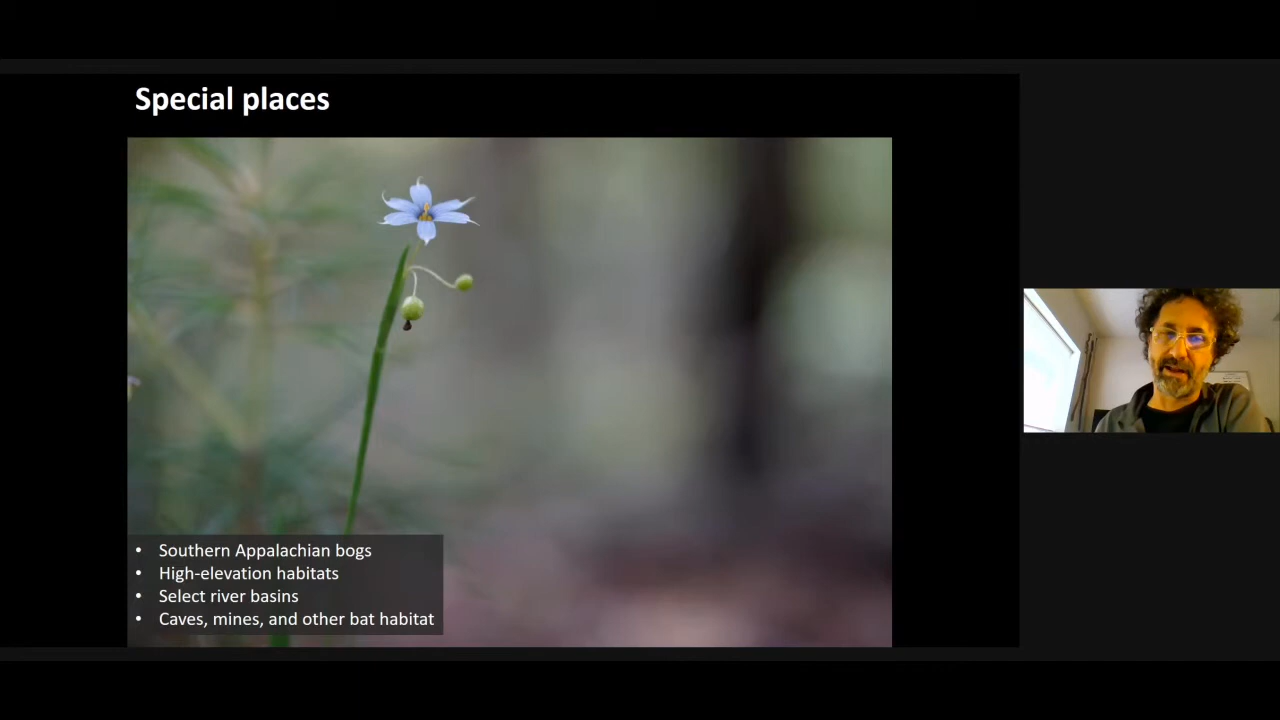 Special places
• Southern Appalachian bogs
• High-elevation habitats
• Select river basins
• Caves, mines, and other bat habitat